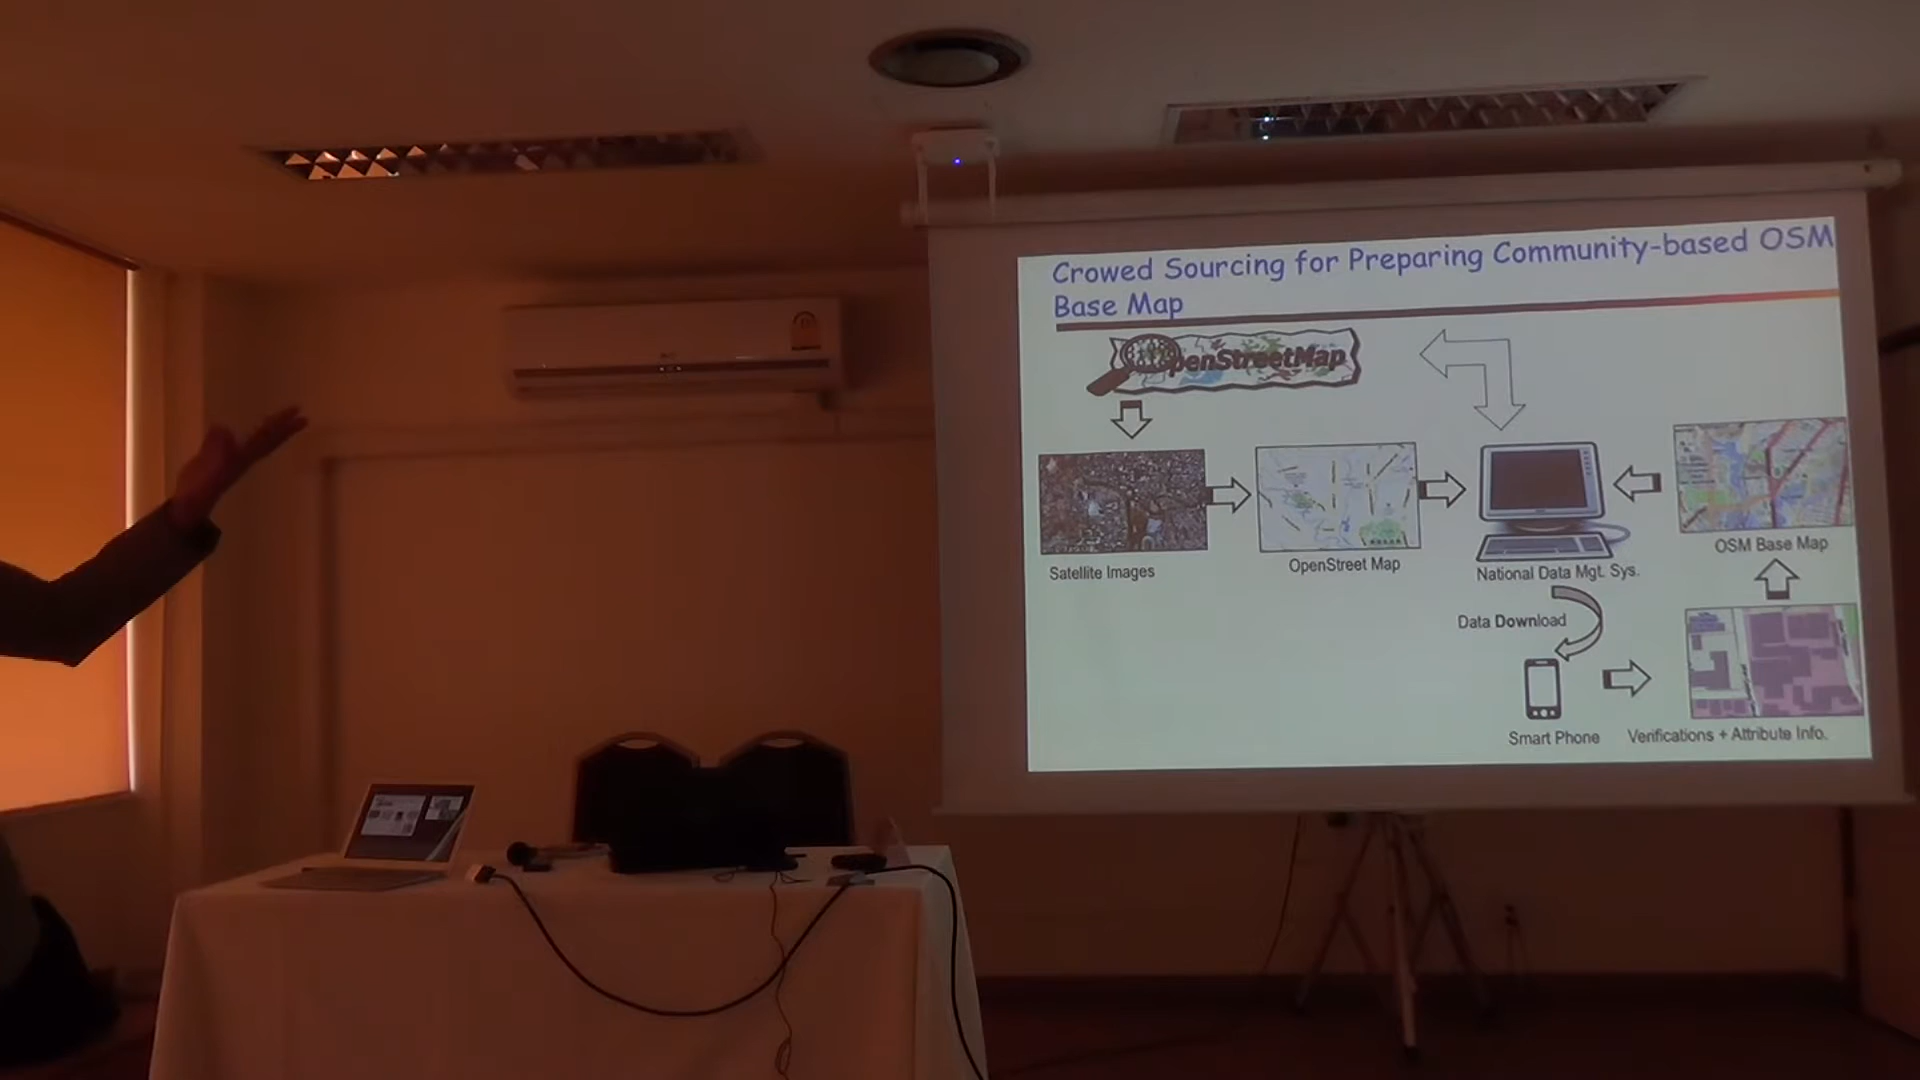 Crowed Sourcing for Preparing Community-based OSM
Base Map
OpenStreetMap
Satellite Images
OpenStreet Map
National Data Mgt. Sys.
OSM Base Map
Data Download
Smart Phone
Verifications + Attribute Info.